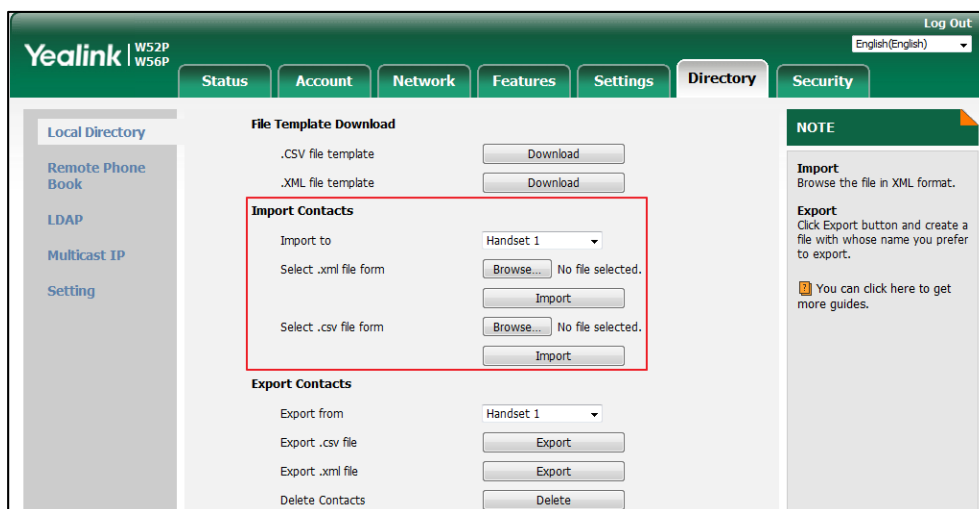 Log Out
Yealink W52P
W56P
English(English)
Status Account Network Features Settings Directory Security
Local Directory
Remote Phone
Book
LDAP
Multicast IP
Setting
File Template Download
.CSV file template Download
.XML file template Download
Import Contacts
Import to Handset 1
Select .xml file form Browse... No file selected.
Import
Select .csv file form Browse... No file selected.
Import
Export Contacts
Export from Handset 1
Export .csv file Export
Export .xml file Export
Delete Contacts Delete
NOTE
Import
Browse the file in XML format.
Export
Click Export button and create a
file with whose name you prefer
to export.
? You can click here to get
more guides.